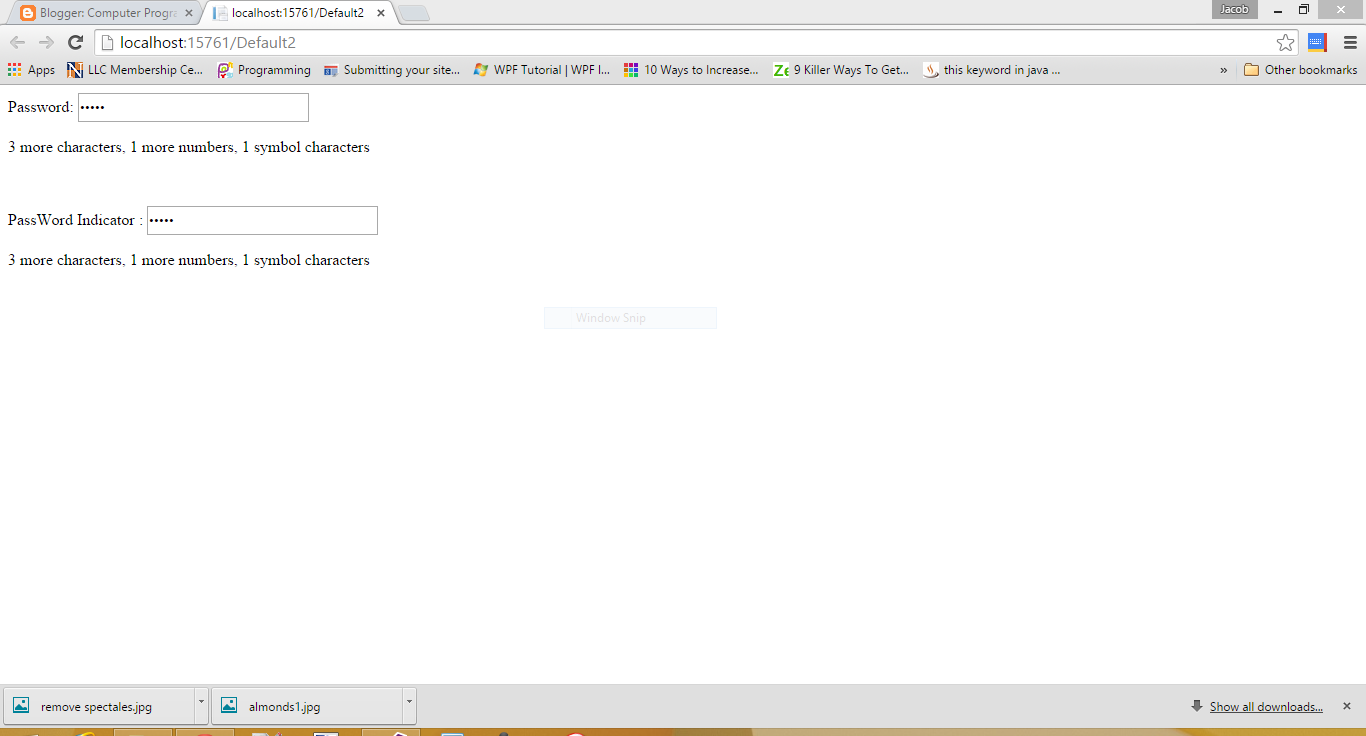 Blogger: Computer Progra
localhost:15761/Default2
Jacob
localhost:15761/Default2
Apps
LLC Membership Ce...
Programming
Submitting your site...
WPF Tutorial | WPF I...
10 Ways to Increase...
9 Killer Ways To Get...
this keyword in java ...
»
Other bookmarks
Password: •••••
3 more characters, 1 more numbers, 1 symbol characters
PassWord Indicator : •••••
3 more characters, 1 more numbers, 1 symbol characters
Window Snip
remove spectales.jpg
almonds1.jpg
Show all downloads...